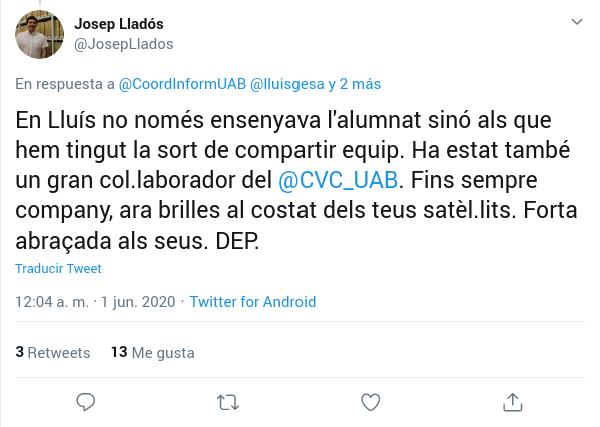 Josep Lladós
@JosepLlados
En respuesta a @CoordInformUAB @lluisgesa y 2 más
En Lluís no només ensenyava l'alumnat sinó als que
hem tingut la sort de compartir equip. Ha estat també
un gran col.laborador del @CVC_UAB. Fins sempre
company, ara brilles al costat dels teus satèl.lits. Forta
abraçada als seus. DEP.
Traducir Tweet
12:04 a. m. · 1 jun. 2020 · Twitter for Android
3 Retweets 13 Me gusta